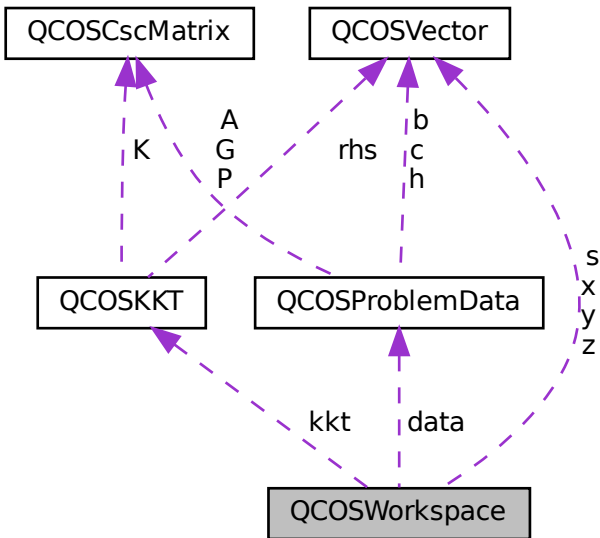 QCOSCscMatrix
QCOSVector
K
A
G
P
rhs
b
c
h
s
x
y
z
QCOSKKT
QCOSProblemData
kkt
data
QCOSWorkspace